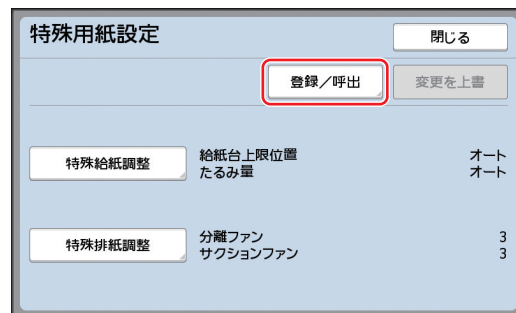 特殊用紙設定
閉じる
登録／呼出
変更を上書
特殊給紙調整
給紙台上限位置 オート
たるみ量 オート
特殊排紙調整
分離ファン 3
サクションファン 3